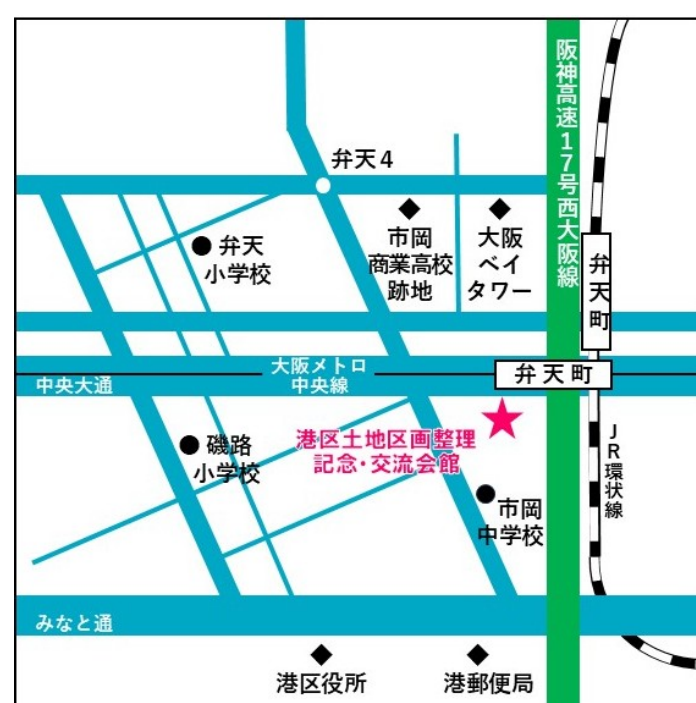 阪神高速17号西大阪線
弁天4
弁天
小学校
市岡
商業高校
跡地
大阪
ベイ
タワー
弁天町
大阪メトロ
中央線
弁天町
中央大通
港区土地区画整理
記念・交流会館
JR環状線
磯路
小学校
市岡
中学校
みなと通
港区役所
港郵便局